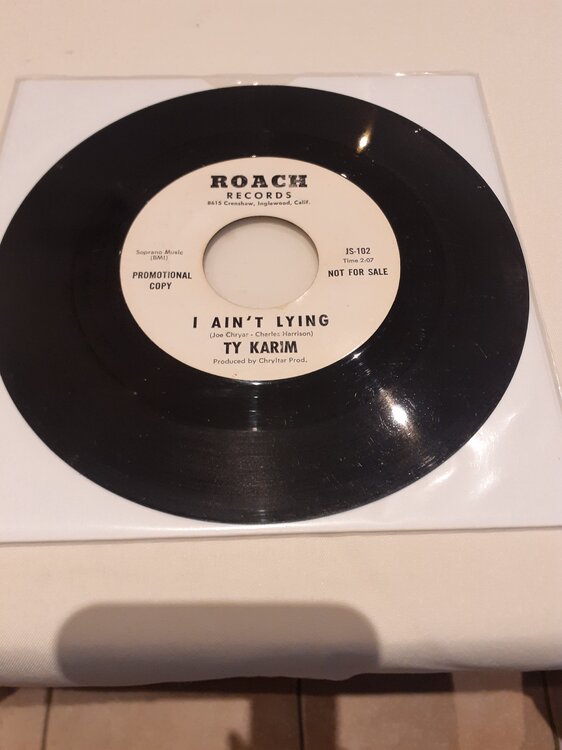 ROACH
RECORDS
8615 Crenshaw, Inglewood, Calif.
Soprano Music
(BMI)
PROMOTIONAL
COPY
JS-102
Time 2:07
NOT FOR SALE
I AIN'T LYING
(Joe Chryar - Charles Harrison)
TY KARIM
Produced by Chrytar Prod.